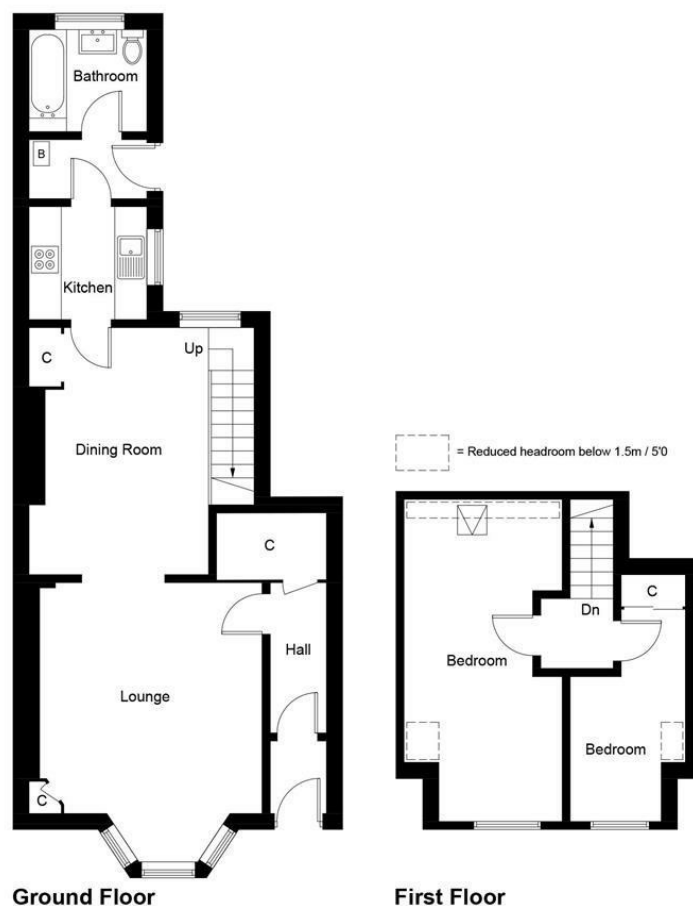 Bathroom
B
Kitchen
Up
C
Dining Room
C
Hall
Lounge
C
Ground Floor
= Reduced headroom below 1.5m / 5'0
C
Dn
Bedroom
Bedroom
First Floor